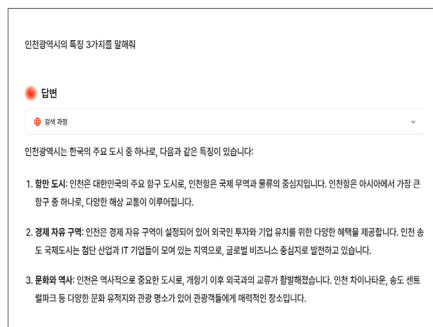 인천광역시의 특징 3가지를 말해줘
답변
검색 과정
인천광역시는 한국의 주요 도시 중 하나로, 다음과 같은 특징이 있습니다:
1. 항만 도시: 인천은 대한민국의 주요 항구 도시로, 인천항은 국제 무역과 물류의 중심지입니다. 인천항은 아시아에서 가장 큰
항구 중 하나로, 다양한 해상 교통이 이루어집니다.
2. 경제 자유 구역: 인천은 경제 자유 구역이 설정되어 있어 외국인 투자와 기업 유치를 위한 다양한 혜택을 제공합니다. 인천 송
도 국제도시는 첨단 산업과 IT 기업들이 모여 있는 지역으로, 글로벌 비즈니스 중심지로 발전하고 있습니다.
3. 문화와 역사: 인천은 역사적으로 중요한 도시로, 개항기 이후 외국과의 교류가 활발해졌습니다. 인천 차이나타운, 송도 센트
럴파크 등 다양한 문화 유적지와 관광 명소가 있어 관광객들에게 매력적인 장소입니다.